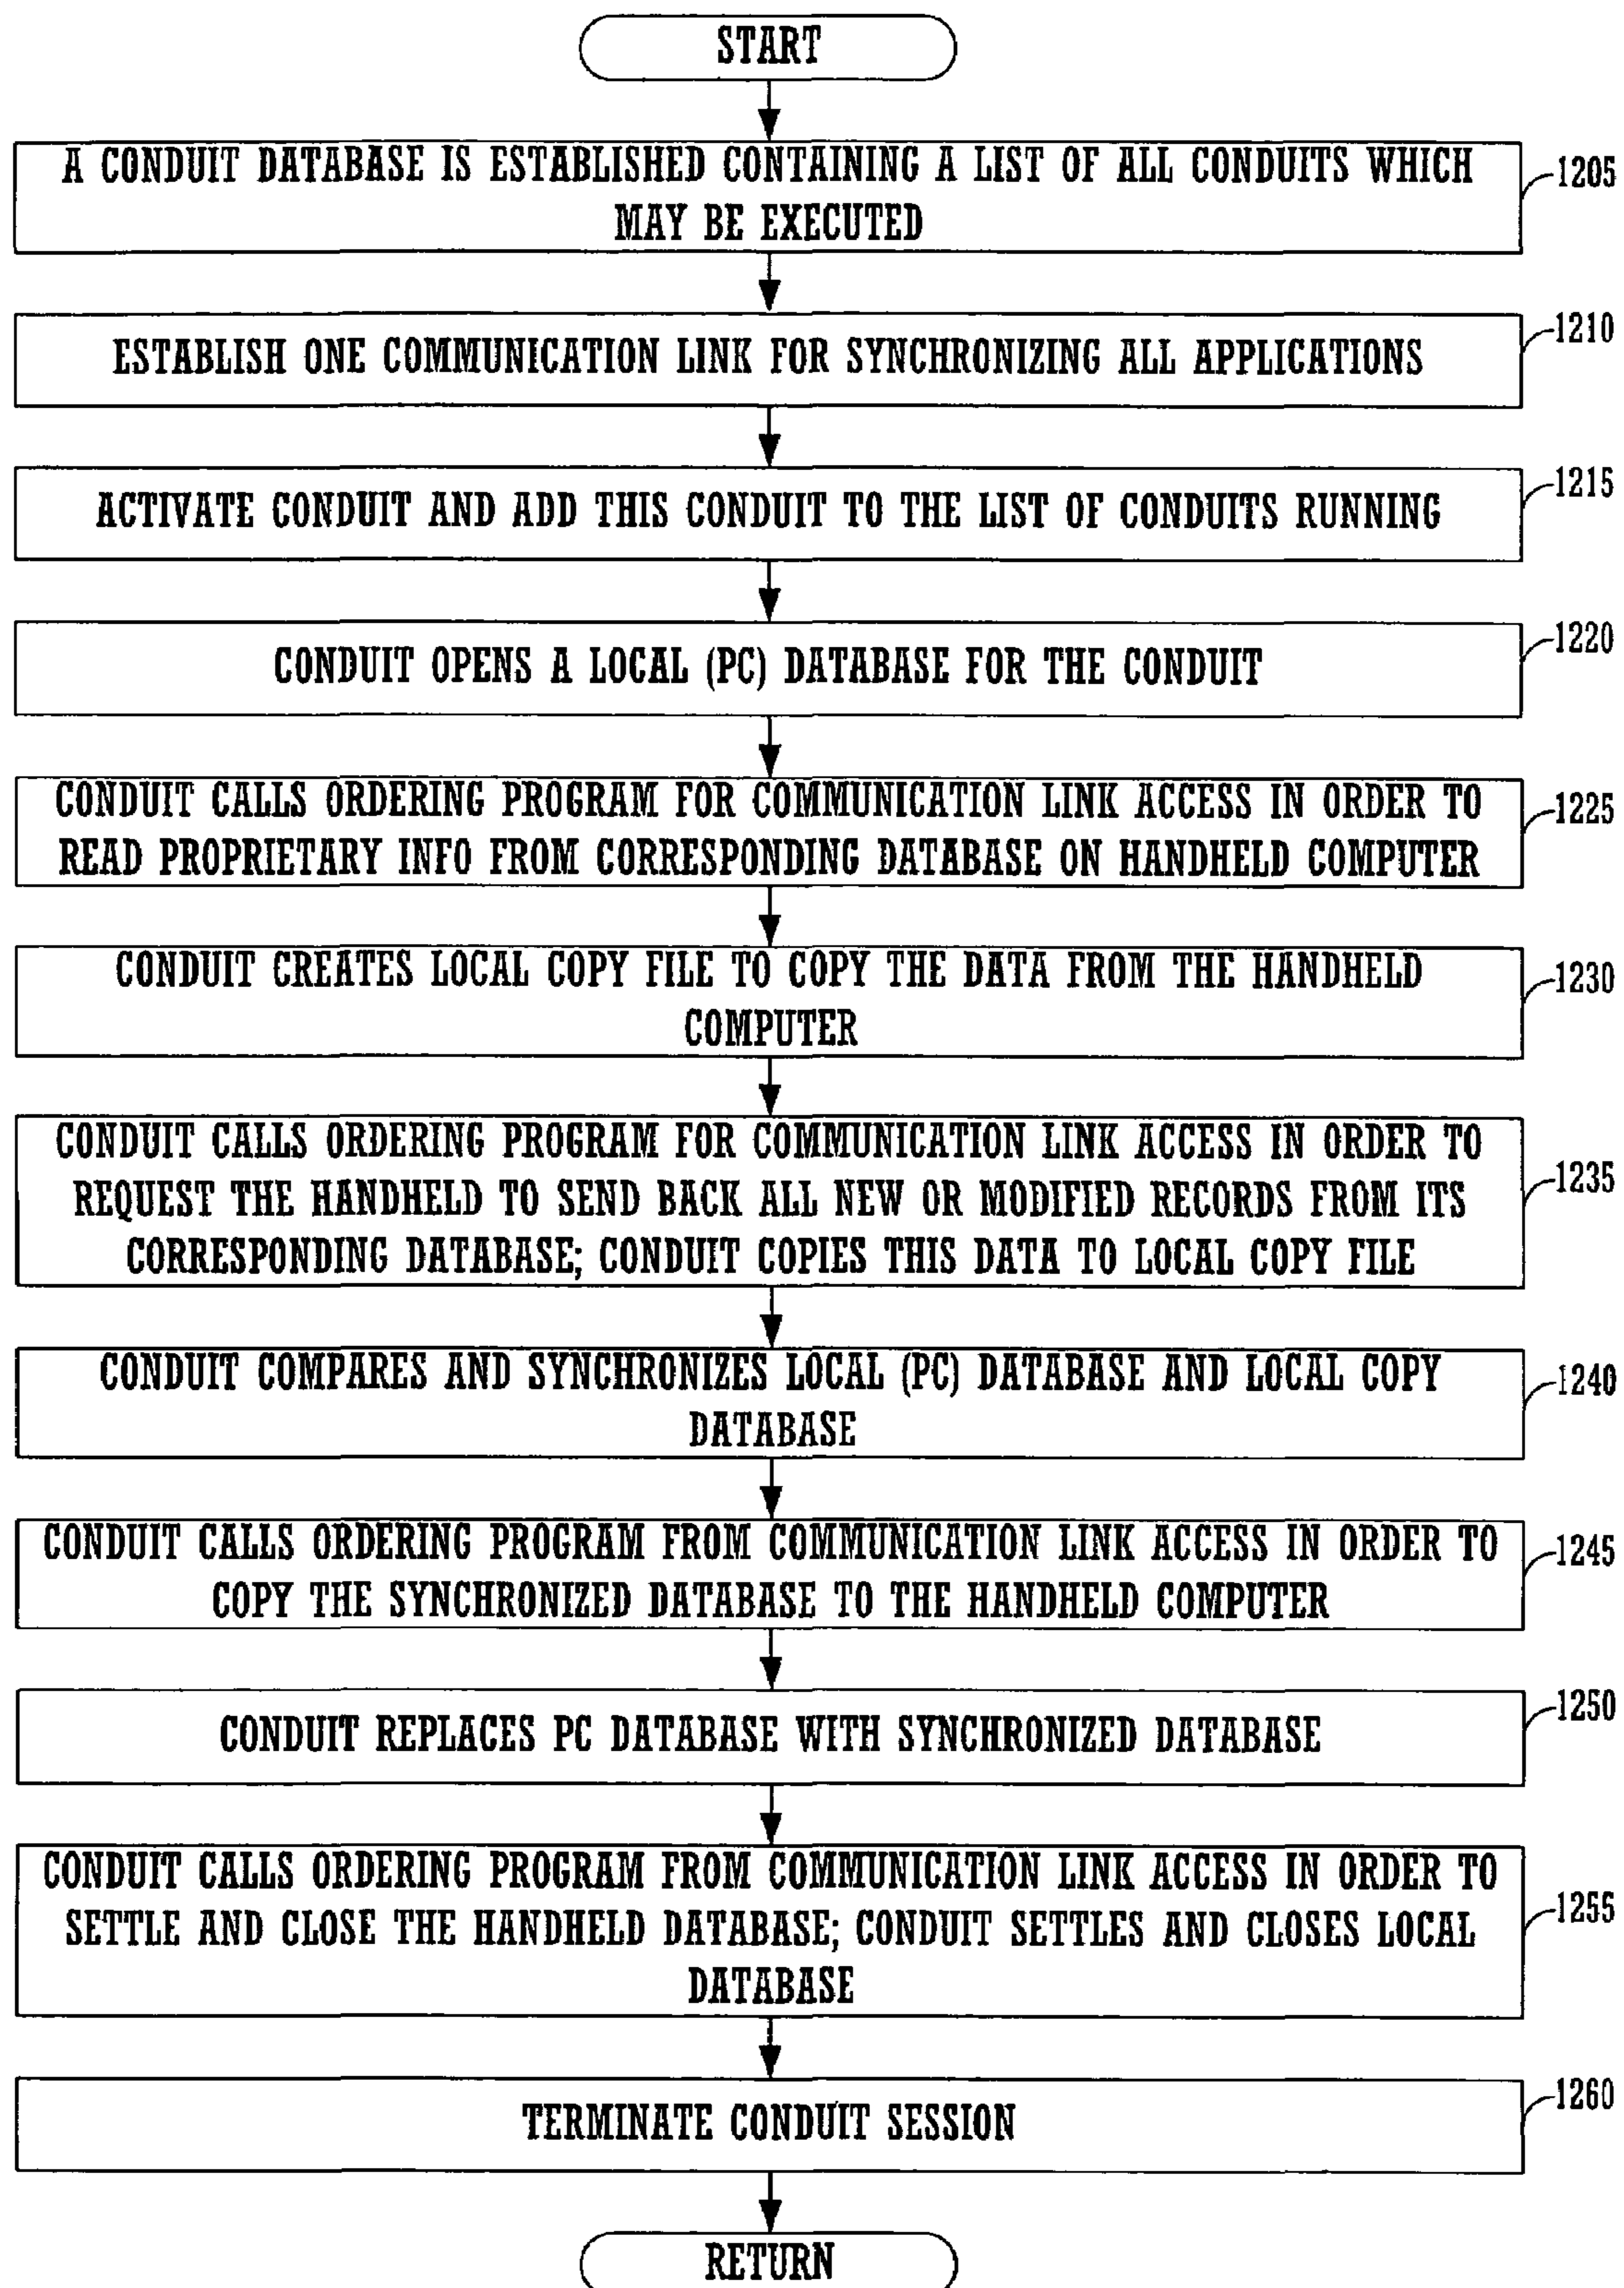 START
A CONDUIT DATABASE IS ESTABLISHED CONTAINING A LIST OF ALL CONDUITS WHICH
MAY BE EXECUTED
1205
ESTABLISH ONE COMMUNICATION LINK FOR SYNCHRONIZING ALL APPLICATIONS
1210
ACTIVATE CONDUIT AND ADD THIS CONDUIT TO THE LIST OF CONDUITS RUNNING
1215
CONDUIT OPENS A LOCAL (PC) DATABASE FOR THE CONDUIT
1220
CONDUIT CALLS ORDERING PROGRAM FOR COMMUNICATION LINK ACCESS IN ORDER TO
READ PROPRIETARY INFO FROM CORRESPONDING DATABASE ON HANDHELD COMPUTER
1225
CONDUIT CREATES LOCAL COPY FILE TO COPY THE DATA FROM THE HANDHELD
COMPUTER
1230
CONDUIT CALLS ORDERING PROGRAM FOR COMMUNICATION LINK ACCESS IN ORDER TO
REQUEST THE HANDHELD TO SEND BACK ALL NEW OR MODIFIED RECORDS FROM ITS
CORRESPONDING DATABASE; CONDUIT COPIES THIS DATA TO LOCAL COPY FILE
1235
CONDUIT COMPARES AND SYNCHRONIZES LOCAL (PC) DATABASE AND LOCAL COPY
DATABASE
1240
CONDUIT CALLS ORDERING PROGRAM FROM COMMUNICATION LINK ACCESS IN ORDER TO
COPY THE SYNCHRONIZED DATABASE TO THE HANDHELD COMPUTER
1245
CONDUIT REPLACES PC DATABASE WITH SYNCHRONIZED DATABASE
1250
CONDUIT CALLS ORDERING PROGRAM FROM COMMUNICATION LINK ACCESS IN ORDER TO
SETTLE AND CLOSE THE HANDHELD DATABASE; CONDUIT SETTLES AND CLOSES LOCAL
DATABASE
1255
TERMINATE CONDUIT SESSION
1260
RETURN